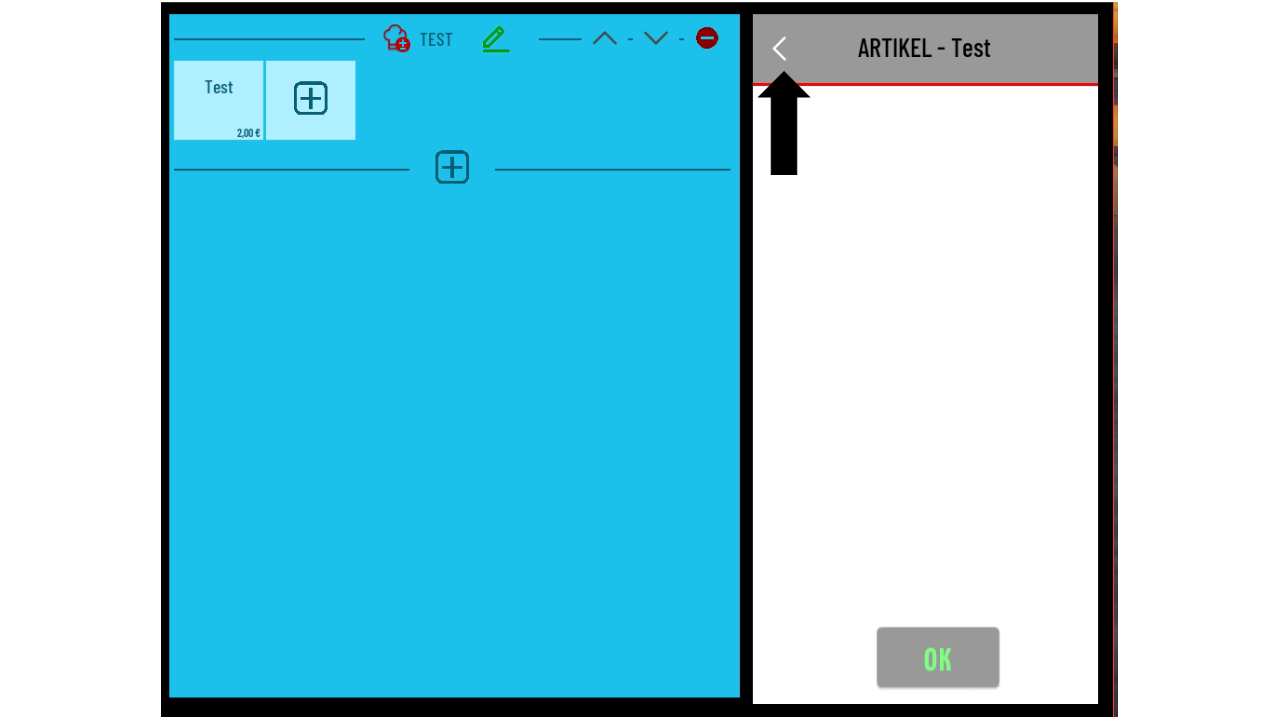 TEST
Test
2,00 €
ARTIKEL - Test
OK